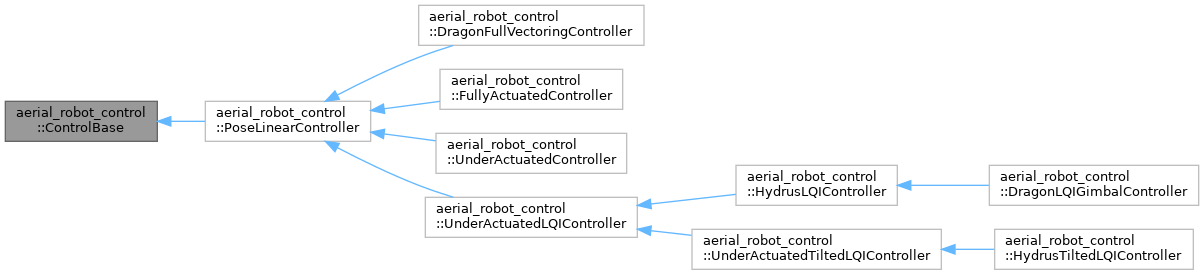 aerial_robot_control
::ControlBase
aerial_robot_control
::PoseLinearController
aerial_robot_control
::DragonFullVectoringController
aerial_robot_control
::FullyActuatedController
aerial_robot_control
::UnderActuatedController
aerial_robot_control
::UnderActuatedLQIController
aerial_robot_control
::HydrusLQIController
aerial_robot_control
::DragonLQIGimbalController
aerial_robot_control
::UnderActuatedTiltedLQIController
aerial_robot_control
::HydrusTiltedLQIController